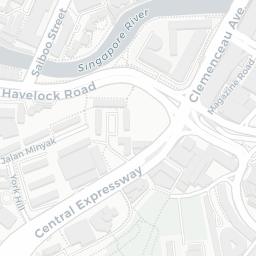 Saiboo Street
Singapore River
Clemenceau Ave
Havelock Road
Magazine Road
Jalan Minyak
York Hill
Central Expressway